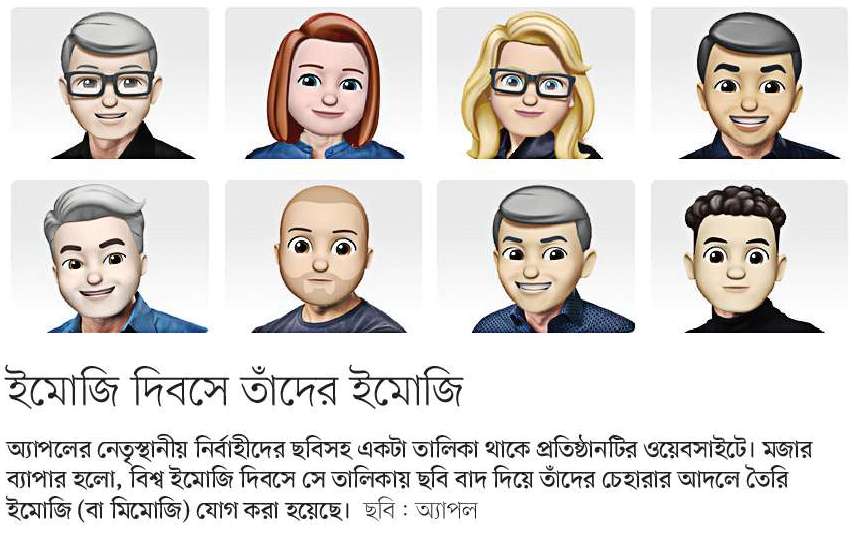 ইমোজি দিবসে তাঁদের ইমোজি
অ্যাপলের নেতৃস্থানীয় নির্বাহীদের ছবিসহ একটা তালিকা থাকে প্রতিষ্ঠানটির ওয়েবসাইটে। মজার
ব্যাপার হলো, বিশ্ব ইমোজি দিবসে সে তালিকায় ছবি বাদ দিয়ে তাঁদের চেহারার আদলে তৈরি
ইমোজি (বা মিমোজি) যোগ করা হয়েছে। ছবি : অ্যাপল